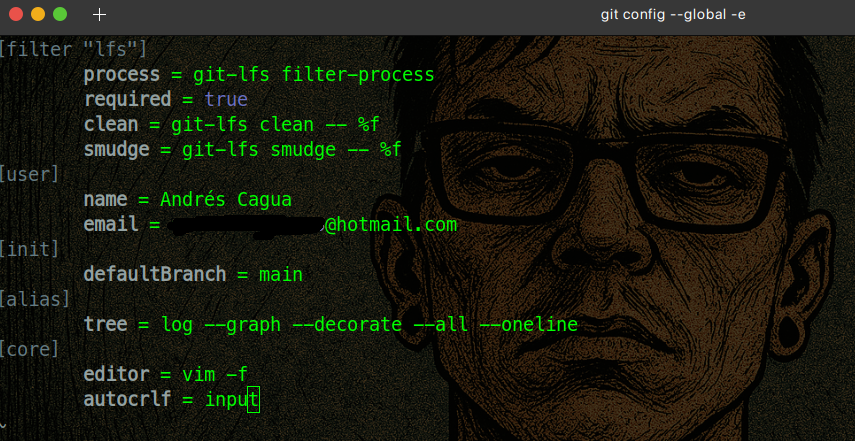 git config --global -e
[filter "lfs"]
process = git-lfs filter-process
required = true
clean = git-lfs clean -- %f
smudge = git-lfs smudge -- %f
[user]
name = Andrés Cagua
email = @hotmail.com
[init]
defaultBranch = main
[alias]
tree = log --graph --decorate --all --oneline
[core]
editor = vim -f
autocrlf = input
~